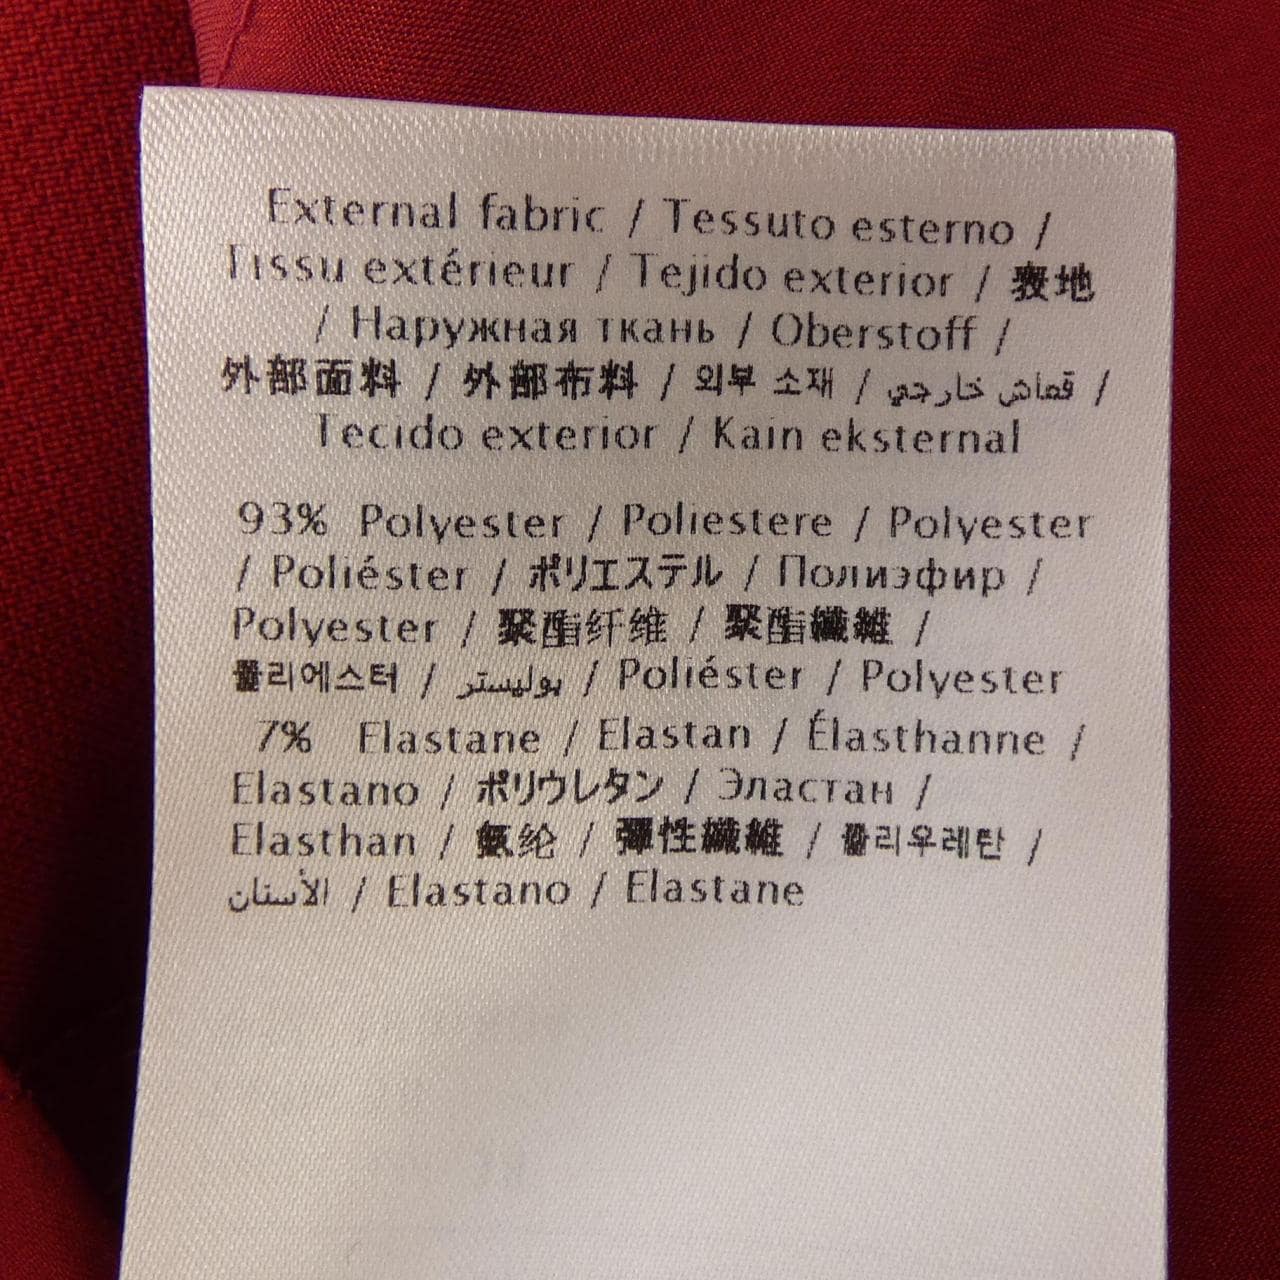 External fabric / Tessuto esterno /
Tissu extérieur / Tejido exterior / 表地
/ Наружная ткань / Oberstoff /
外部面料 / 外部布料 / 외부 소재 / قماش خارجي /
Tecido exterior / Kain eksternal
93% Polyester / Poliestere / Polyester
/ Poliéster / ポリエステル / Полиэфир /
Polyester / 聚酯纤维 / 聚酯纖維 /
폴리에스터 / بوليستر / Poliéster / Polyester
7% Elastane / Elastan / Élasthanne /
Elastano / ポリウレタン / Эластан /
Elasthan / 氨纶 / 彈性纖維 / 폴리우레탄 /
الأستان / Elastano / Elastane